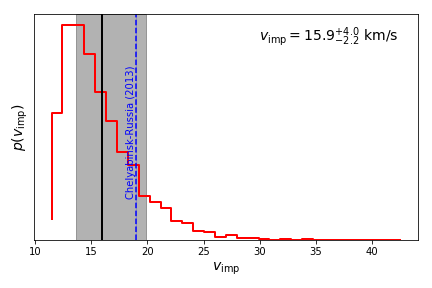 v_imp = 15.9^{+4.0}_{-2.2} km/s
Chelyabinsk-Russia (2013)
p(v_imp)
10 15 20 25 30 35 40
v_imp